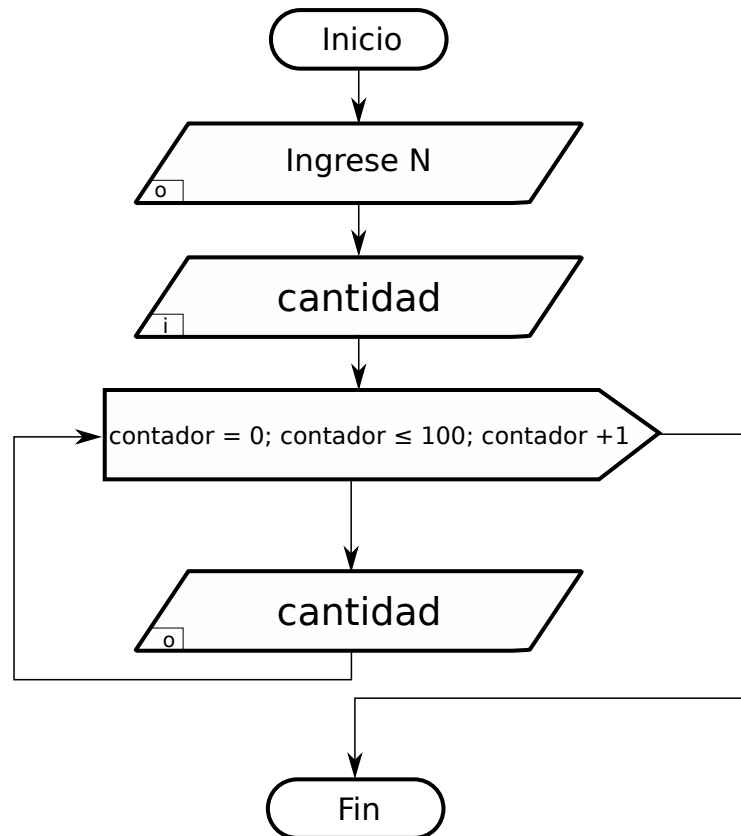 Inicio
Ingrese N
o
cantidad
i
contador = 0; contador ≤ 100; contador +1
cantidad
o
Fin